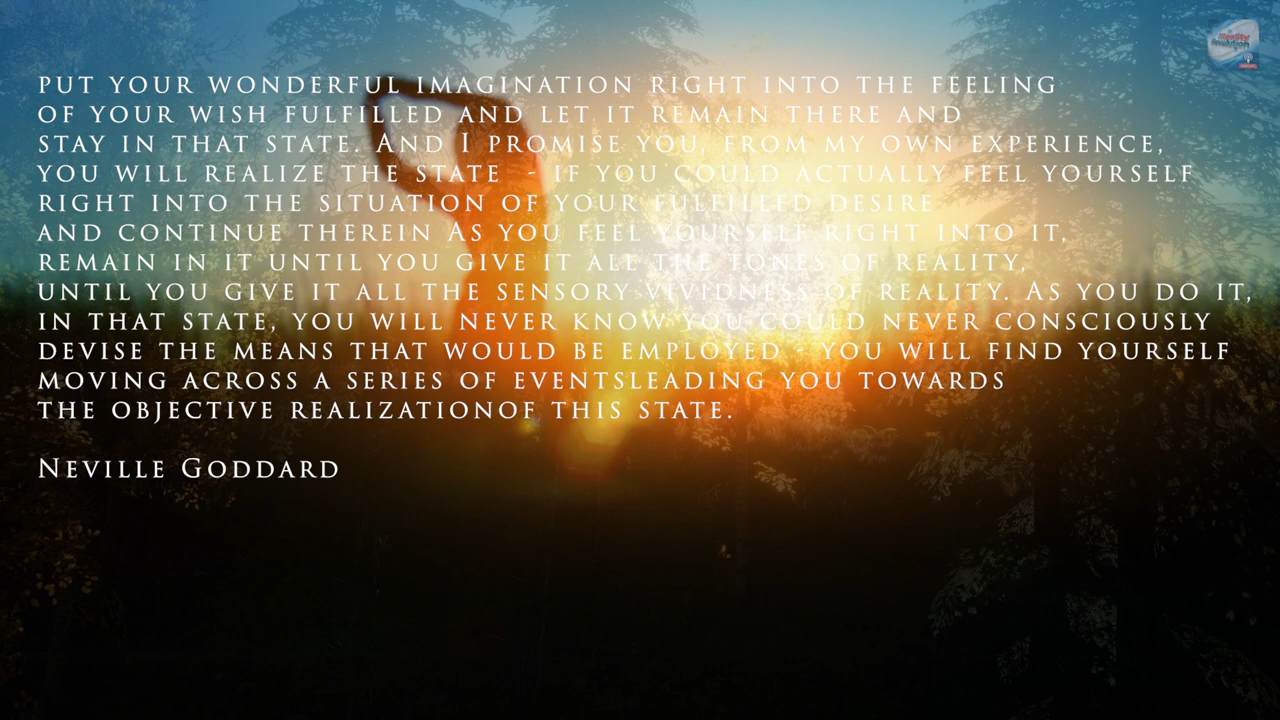 PUT YOUR WONDERFUL IMAGINATION RIGHT INTO THE FEELING
OF YOUR WISH FULFILLED AND LET IT REMAIN THERE AND
STAY IN THAT STATE. AND I PROMISE YOU, FROM MY OWN EXPERIENCE,
YOU WILL REALIZE THE STATE - IF YOU COULD ACTUALLY FEEL YOURSELF
RIGHT INTO THE SITUATION OF YOUR FULFILLED DESIRE
AND CONTINUE THEREIN AS YOU FEEL YOURSELF RIGHT INTO IT,
REMAIN IN IT UNTIL YOU GIVE IT ALL THE TONES OF REALITY,
UNTIL YOU GIVE IT ALL THE SENSORY VIVIDNESS OF REALITY. AS YOU DO IT,
IN THAT STATE, YOU WILL NEVER KNOW YOU COULD NEVER CONSCIOUSLY
DEVISE THE MEANS THAT WOULD BE EMPLOYED - YOU WILL FIND YOURSELF
MOVING ACROSS A SERIES OF EVENTSLEADING YOU TOWARDS
THE OBJECTIVE REALIZATIONOF THIS STATE.
NEVILLE GODDARD
Reality
Revolution